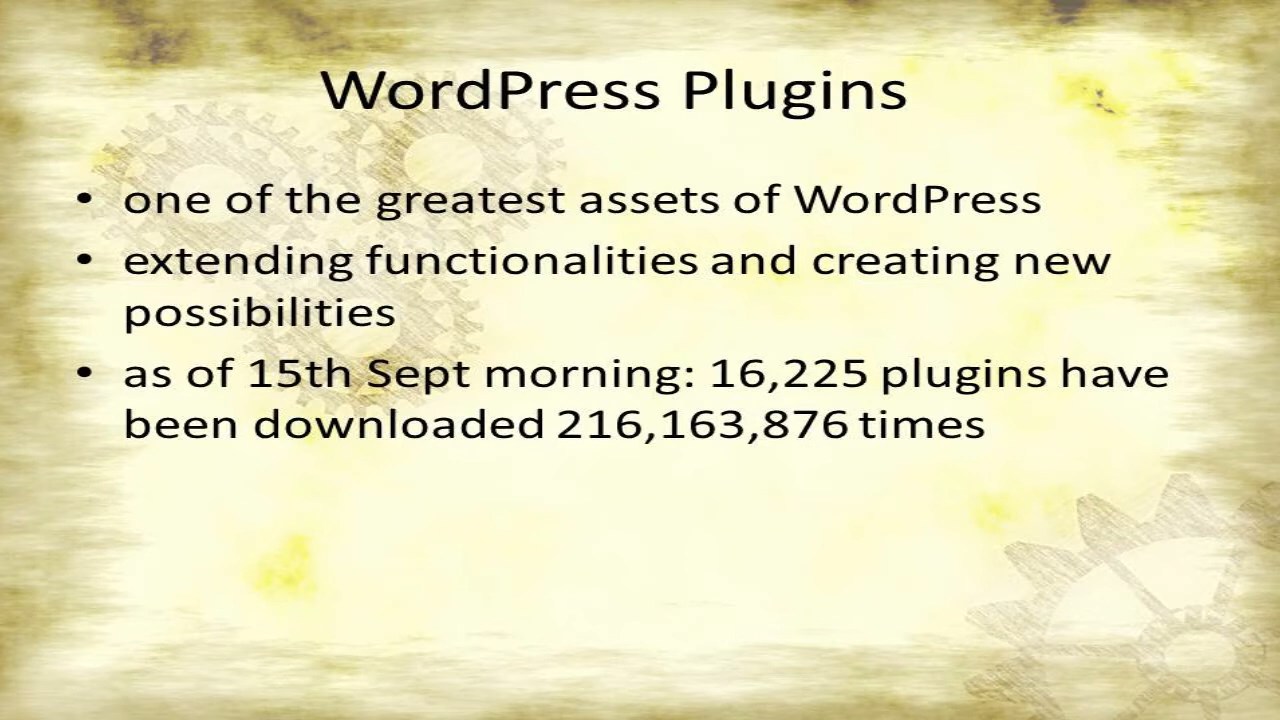 WordPress Plugins
• one of the greatest assets of WordPress
• extending functionalities and creating new
possibilities
• as of 15th Sept morning: 16,225 plugins have
been downloaded 216,163,876 times